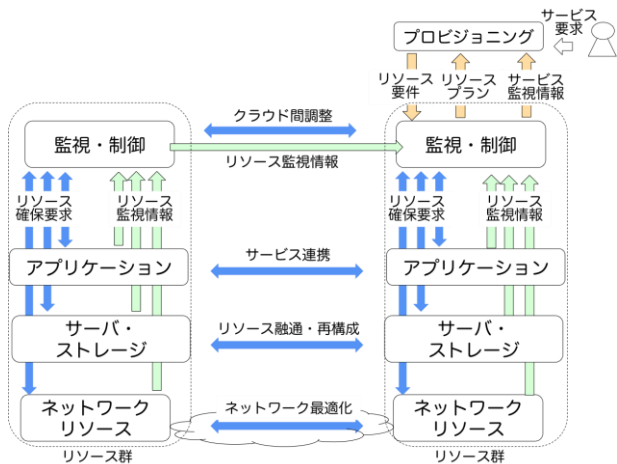 サービス
要求
プロビジョニング
リソース
要件
リソース
プラン
サービス
監視情報
クラウド間調整
監視・制御
監視・制御
リソース監視情報
リソース
確保要求
リソース
監視情報
リソース
確保要求
リソース
監視情報
アプリケーション
サービス連携
アプリケーション
サーバ・
ストレージ
リソース融通・再構成
サーバ・
ストレージ
ネットワーク
リソース
ネットワーク最適化
ネットワーク
リソース
リソース群
リソース群